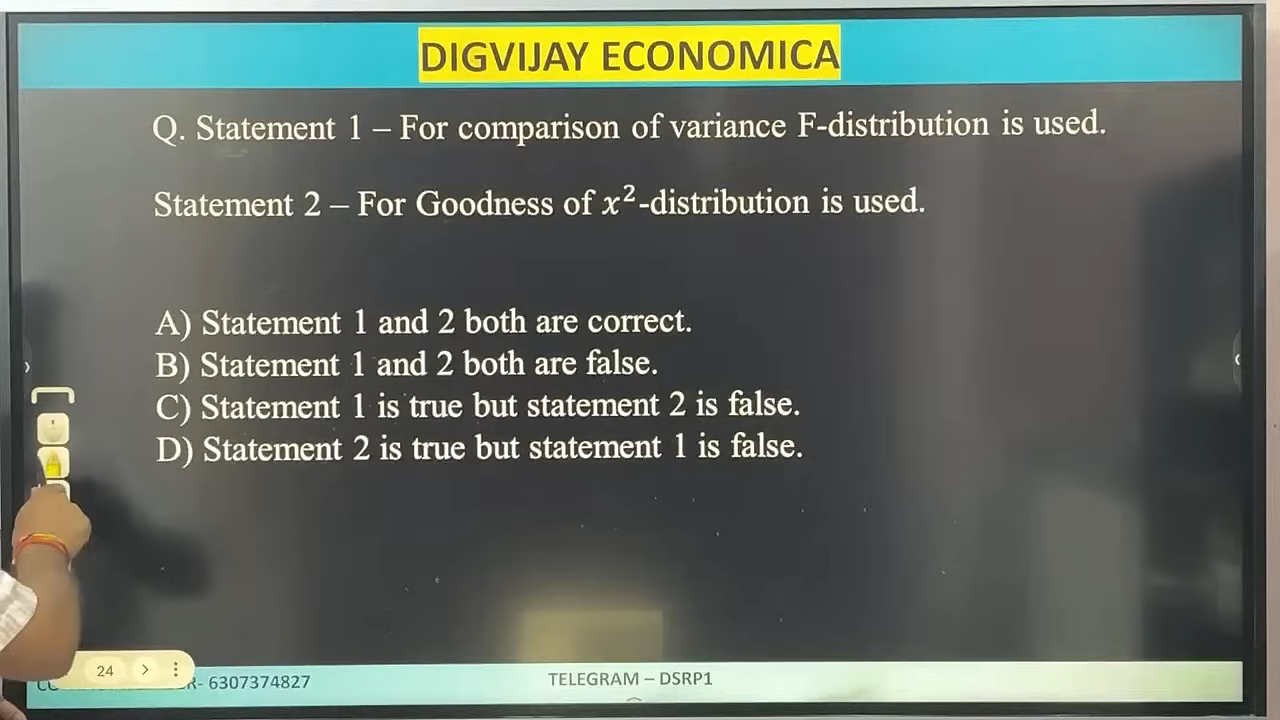 DIGVIJAY ECONOMICA
Q. Statement 1 – For comparison of variance F-distribution is used.
Statement 2 – For Goodness of x²-distribution is used.
A) Statement 1 and 2 both are correct.
B) Statement 1 and 2 both are false.
C) Statement 1 is true but statement 2 is false.
D) Statement 2 is true but statement 1 is false.
24
R- 6307374827
TELEGRAM – DSRP1